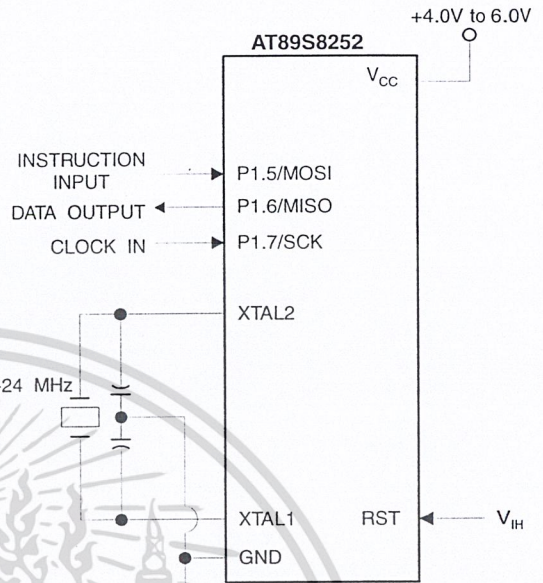 +4.0V to 6.0V
AT89S8252
VCC
INSTRUCTION
INPUT
P1.5/MOSI
DATA OUTPUT
P1.6/MISO
CLOCK IN
P1.7/SCK
XTAL2
-24 MHz
XTAL1
RST
VIH
GND